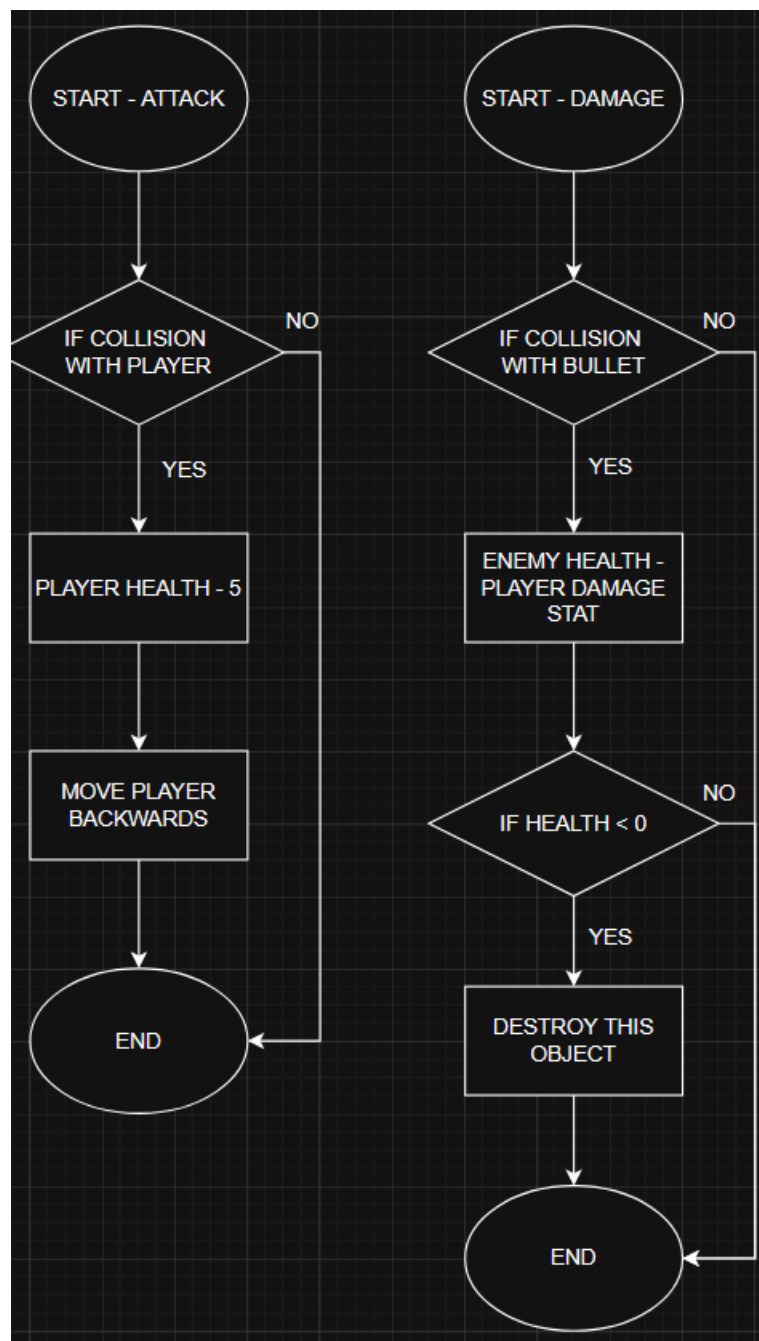 START - ATTACK
IF COLLISION
WITH PLAYER
NO
YES
PLAYER HEALTH - 5
MOVE PLAYER
BACKWARDS
END
START - DAMAGE
IF COLLISION
WITH BULLET
NO
YES
ENEMY HEALTH -
PLAYER DAMAGE
STAT
IF HEALTH < 0
NO
YES
DESTROY THIS
OBJECT
END